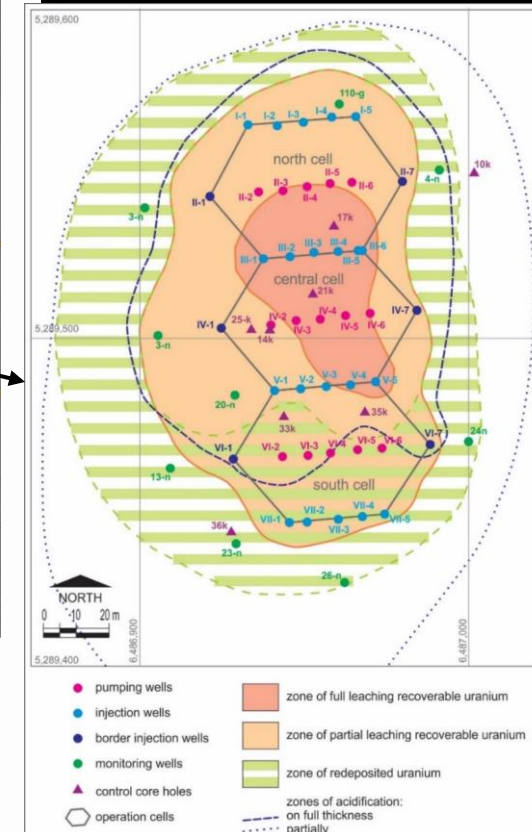 5,289,600
110-g
I-1
I-2
I-3
I-4
I-5
north cell
10k
4-n
II-7
II-5
II-6
II-3
II-4
II-2
II-1
3-n
17k
III-6
III-4
III-3
III-2
III-5
III-1
central cell
21k
IV-7
IV-4
IV-2
25-k
IV-6
IV-5
IV-3
IV-1
14k
5,289,500
3-n
V-4
V-3
V-5
V-2
V-1
20-n
35k
33k
24n
VI-7
VI-6
VI-5
VI-4
VI-3
VI-2
VI-1
13-n
south cell
VII-4
VII-2
VII-5
VII-1
VII-3
36k
23-n
26-n
NORTH
0 10 20 m
5,289,400
6,486,900
6,487,000
pumping wells
injection wells
border injection wells
monitoring wells
control core holes
operation cells
zone of full leaching recoverable uranium
zone of partial leaching recoverable uranium
zone of redeposited uranium
zones of acidification:
on full thickness
partially